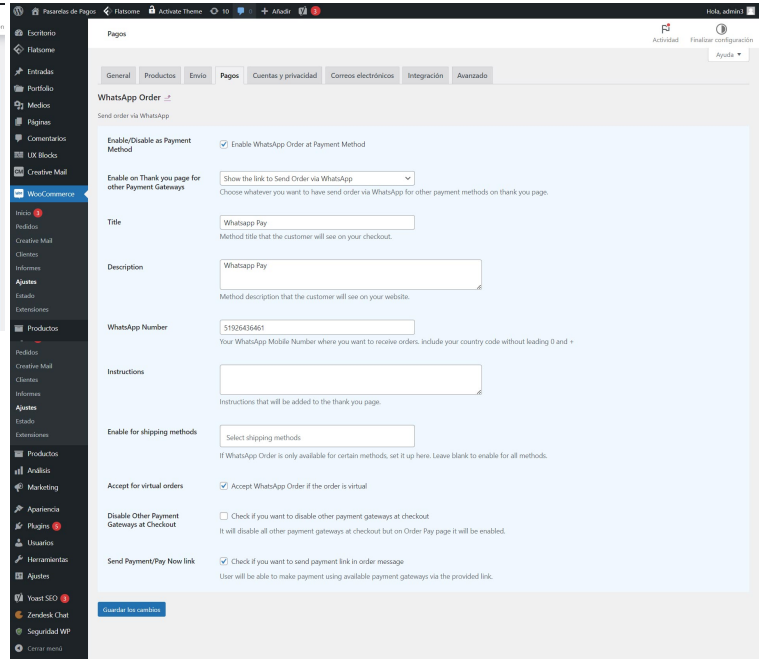 Pasarelas de Pagos Flatsome Activate Theme 10 0 + Añadir 3 Hola, admin3
Escritorio
Flatsome
Entradas
Portfolio
Medios
Páginas
Comentarios
UX Blocks
Creative Mail
WooCommerce
Inicio 3
Pedidos
Creative Mail
Clientes
Informes
Ajustes
Estado
Extensiones
Productos
Pedidos
Creative Mail
Clientes
Informes
Ajustes
Estado
Extensiones
Productos
Análisis
Marketing
Apariencia
Plugins 5
Usuarios
Herramientas
Ajustes
Yoast SEO 3
Zendesk Chat
Seguridad WP
Cerrar menú
Pagos
Actividad Finalizar configuración
Ayuda
General Productos Envío Pagos Cuentas y privacidad Correos electrónicos Integración Avanzado
WhatsApp Order
Send order via WhatsApp
Enable/Disable as Payment Method
Enable WhatsApp Order at Payment Method
Enable on Thank you page for other Payment Gateways
Show the link to Send Order via WhatsApp
Choose whatever you want to have send order via WhatsApp for other payment methods on thank you page.
Title
Whatsapp Pay
Method title that the customer will see on your checkout.
Description
Whatsapp Pay
Method description that the customer will see on your website.
WhatsApp Number
51926436461
Your WhatsApp Mobile Number where you want to receive orders. include your country code without leading 0 and +
Instructions
Instructions that will be added to the thank you page.
Enable for shipping methods
Select shipping methods
If WhatsApp Order is only available for certain methods, set it up here. Leave blank to enable for all methods.
Accept for virtual orders
Accept WhatsApp Order if the order is virtual
Disable Other Payment Gateways at Checkout
Check if you want to disable other payment gateways at checkout
It will disable all other payment gateways at checkout but on Order Pay page it will be enabled.
Send Payment/Pay Now link
Check if you want to send payment link in order message
User will be able to make payment using available payment gateways via the provided link.
Guardar los cambios